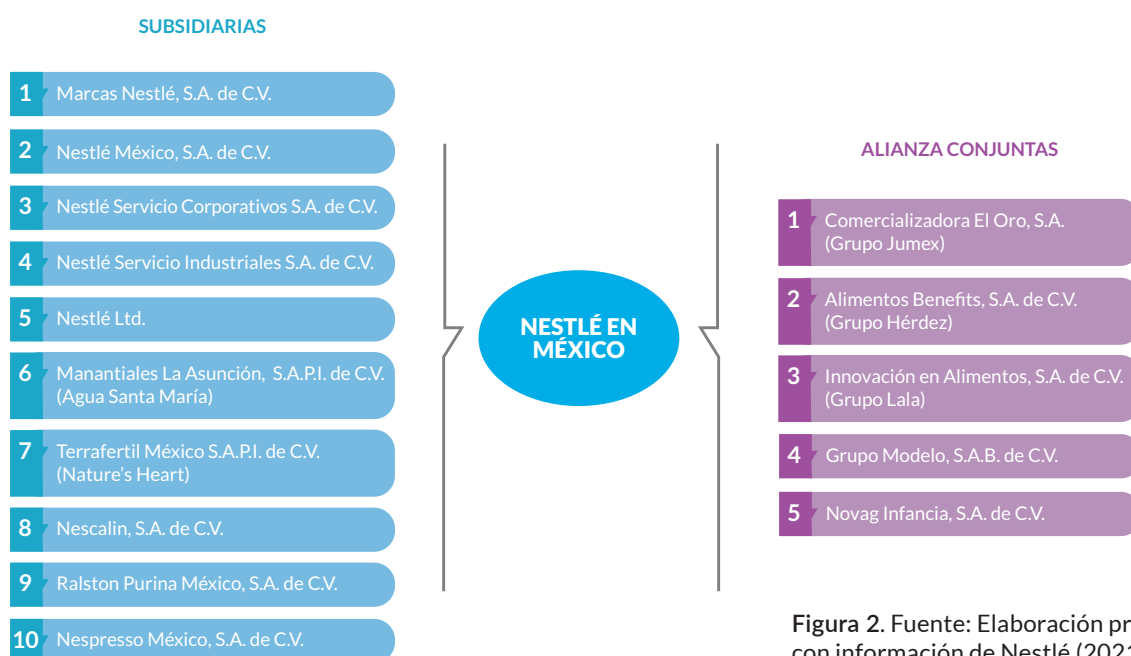 SUBSIDIARIAS
1 Marcas Nestlé, S.A. de C.V.
2 Nestlé México, S.A. de C.V.
3 Nestlé Servicio Corporativos S.A. de C.V.
4 Nestlé Servicio Industriales S.A. de C.V.
5 Nestlé Ltd.
6 Manantiales La Asunción, S.A.P.I. de C.V.
(Agua Santa María)
7 Terrafertil México S.A.P.I. de C.V.
(Nature's Heart)
8 Nescalin, S.A. de C.V.
9 Ralston Purina México, S.A. de C.V.
10 Nespresso México, S.A. de C.V.
NESTLÉ EN
MÉXICO
ALIANZA CONJUNTAS
1 Comercializadora El Oro, S.A.
(Grupo Jumex)
2 Alimentos Benefits, S.A. de C.V.
(Grupo Hérdez)
3 Innovación en Alimentos, S.A. de C.V.
(Grupo Lala)
4 Grupo Modelo, S.A.B. de C.V.
5 Novag Infancia, S.A. de C.V.
Figura 2. Fuente: Elaboración
con información de Nestlé